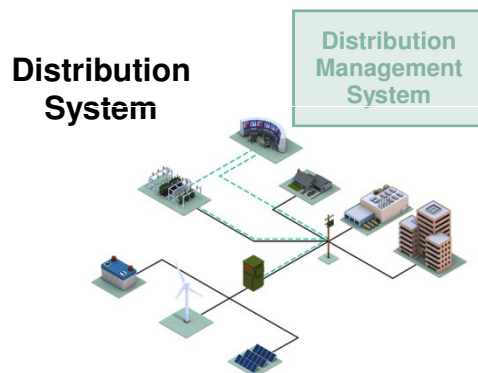 Distribution
System
Distribution
Management
System